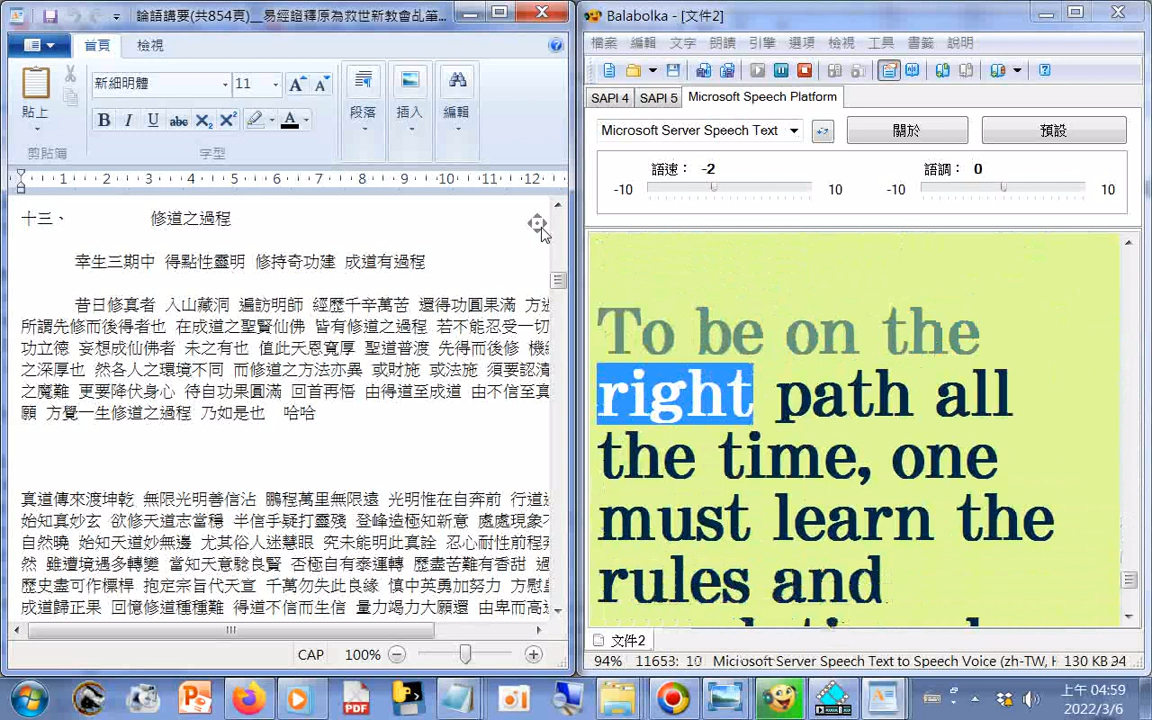 論語講要(共854頁)__易經證釋原為救世新教會乩筆...
首頁 檢視
貼上
剪貼簿
新細明體 11
B I U abc X₂ X²
字型
段落
插入
編輯
1 2 3 4 5 6 7 8 9 10 11 12
十三、 修道之過程
幸生三期中 得點性靈明 修持奇功建 成道有過程
昔日修真者 入山藏洞 遍訪明師 經歷千辛萬苦 還得功圓果滿 方
所謂先修而後得者也 在成道之聖賢仙佛 皆有修道之過程 若不能忍受一切
功立德 妄想成仙佛者 未之有也 值此天恩寬厚 聖道普渡 先得而後修 機
之深厚也 然各人之環境不同 而修道之方法亦異 或財施 或法施 須要認清
之魔難 更要降伏身心 待自功果圓滿 回首再悟 由得道至成道 由不信至真
願 方覺一生修道之過程 乃如是也 哈哈
真道傳來渡坤乾 無限光明善信沾 鵬程萬里無限遠 光明惟在自奔前 行道
始知真妙玄 欲修天道志當穩 半信半疑打靈殘 登峰造極知新意 處處現象
自然曉 始知天道妙無邊 尤其俗人迷慧眼 究未能明此真詮 忍心耐性前程
然 雖遭境遇多轉變 當知天意騐良賢 否極自有泰運轉 歷盡苦難有香甜 過
歷史盡可作標桿 抱定宗旨代天宣 千萬勿失此良緣 慎中英勇加努力 方慰
成道歸正果 回憶修道種種難 得道不信而生信 量力竭力大願還 由卑而高
CAP 100%
Balabolka - [文件2]
檔案 編輯 文字 朗讀 引擎 選項 檢視 工具 書籤 說明
SAPI 4 SAPI 5 Microsoft Speech Platform
Microsoft Server Speech Text 關於 預設
語速： -2 語調： 0
-10 10 -10 10
To be on the
right path all
the time, one
must learn the
rules and
文件2
94% 11653: 10 Microsoft Server Speech Text to Speech Voice (zh-TW, H 130 KB
上午 04:59
2022/3/6